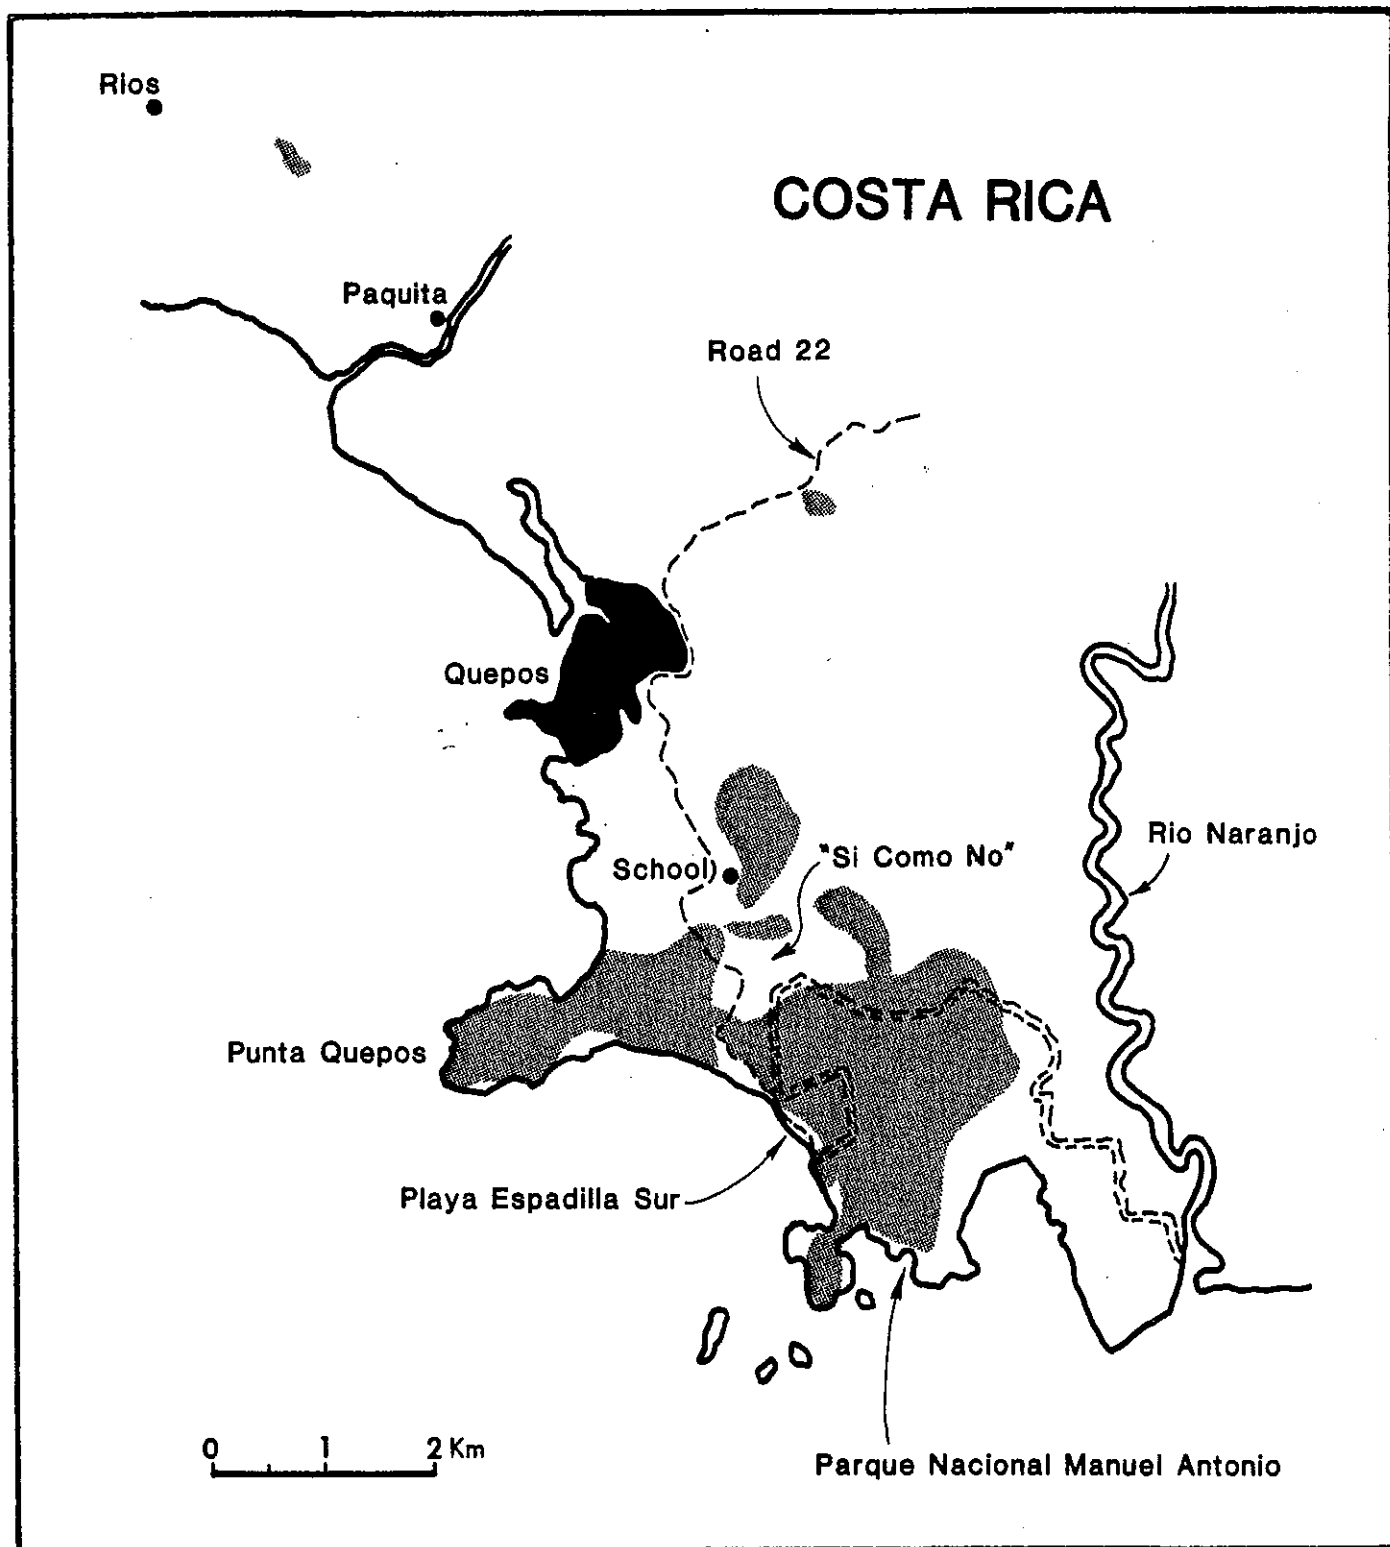 Rios
COSTA RICA
Paquita
Road 22
Quepos
School
"Si Como No"
Rio Naranjo
Punta Quepos
Playa Espadilla Sur
0 1 2 Km
Parque Nacional Manuel Antonio